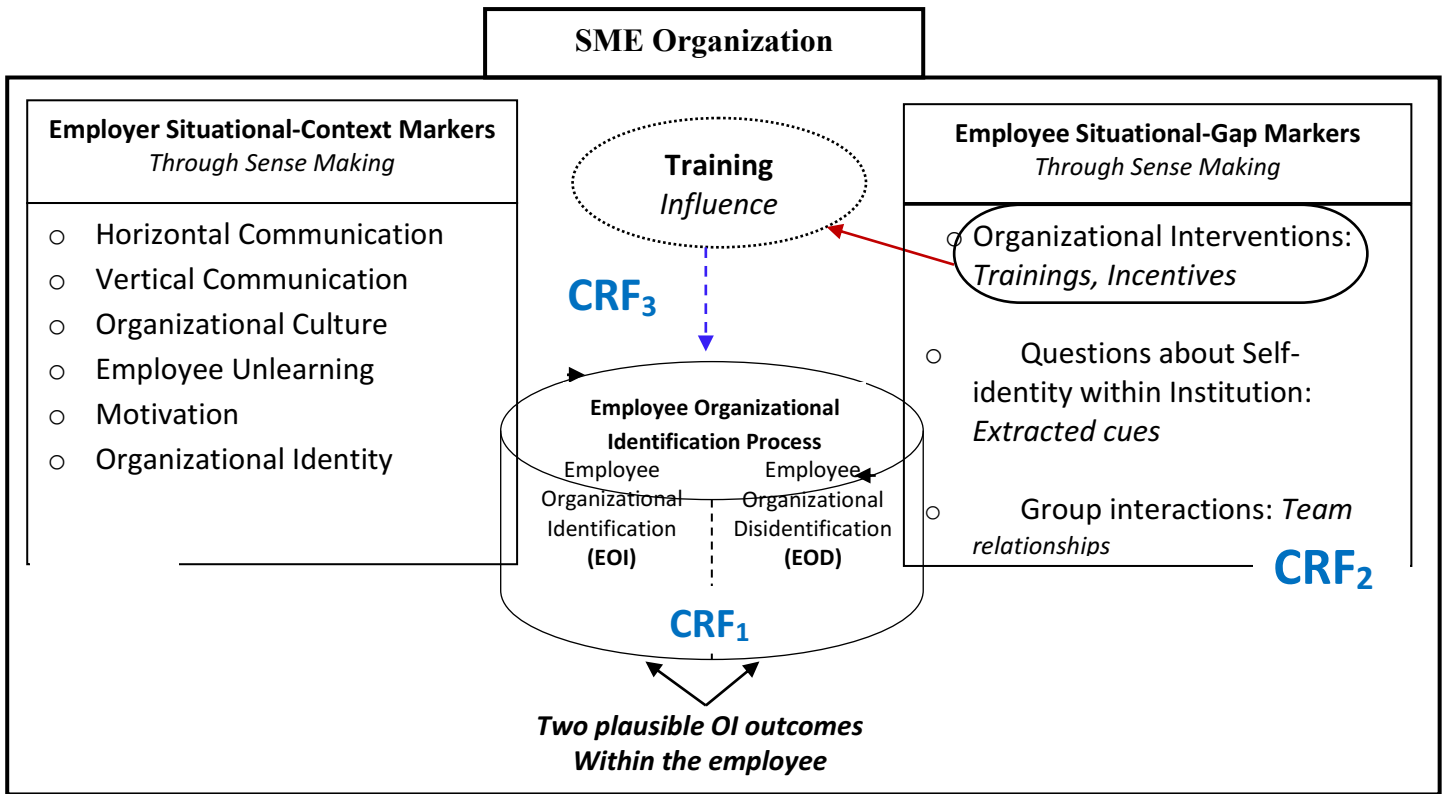 SME Organization
Employer Situational-Context Markers
Through Sense Making
○ Horizontal Communication
○ Vertical Communication
○ Organizational Culture
○ Employee Unlearning
○ Motivation
○ Organizational Identity
Training
Influence
CRF₃
Employee Organizational
Identification Process
Employee
Organizational
Identification
(EOI)
Employee
Organizational
Disidentification
(EOD)
CRF₁
Two plausible OI outcomes
Within the employee
Employee Situational-Gap Markers
Through Sense Making
○ Organizational Interventions:
Trainings, Incentives
○ Questions about Self-
identity within Institution:
Extracted cues
○ Group interactions: Team
relationships
CRF₂